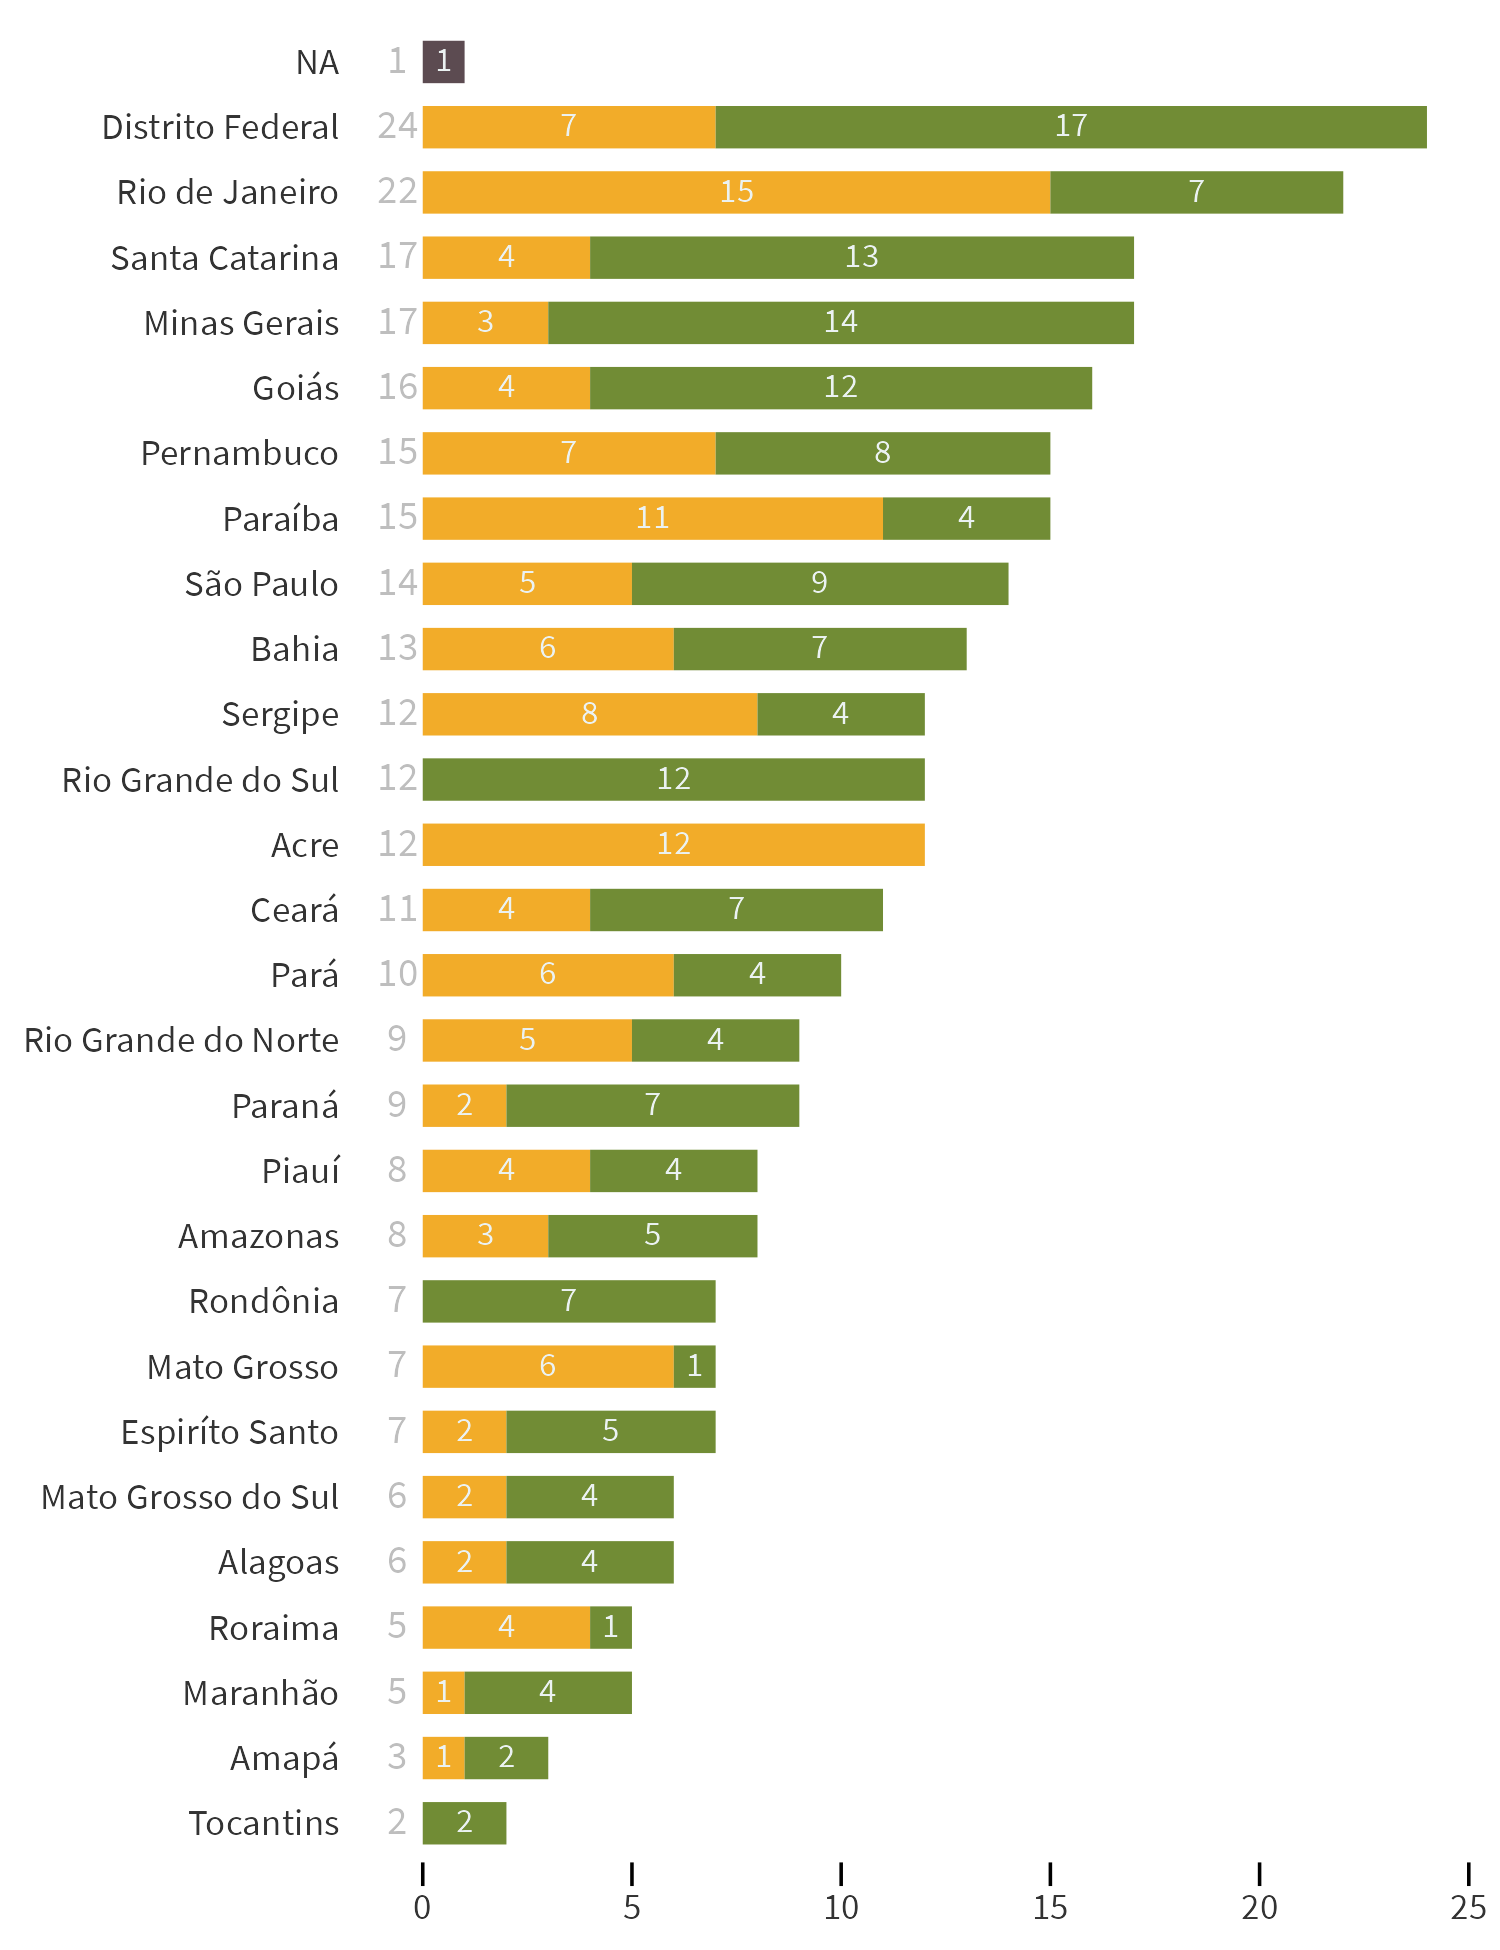 NA 1 1
Distrito Federal 24 7 17
Rio de Janeiro 22 15 7
Santa Catarina 17 4 13
Minas Gerais 17 3 14
Goiás 16 4 12
Pernambuco 15 7 8
Paraíba 15 11 4
São Paulo 14 5 9
Bahia 13 6 7
Sergipe 12 8 4
Rio Grande do Sul 12 12
Acre 12 12
Ceará 11 4 7
Pará 10 6 4
Rio Grande do Norte 9 5 4
Paraná 9 2 7
Piauí 8 4 4
Amazonas 8 3 5
Rondônia 7 7
Mato Grosso 7 6 1
Espiríto Santo 7 2 5
Mato Grosso do Sul 6 2 4
Alagoas 6 2 4
Roraima 5 4 1
Maranhão 5 1 4
Amapá 3 1 2
Tocantins 2 2
0 5 10 15 20 25